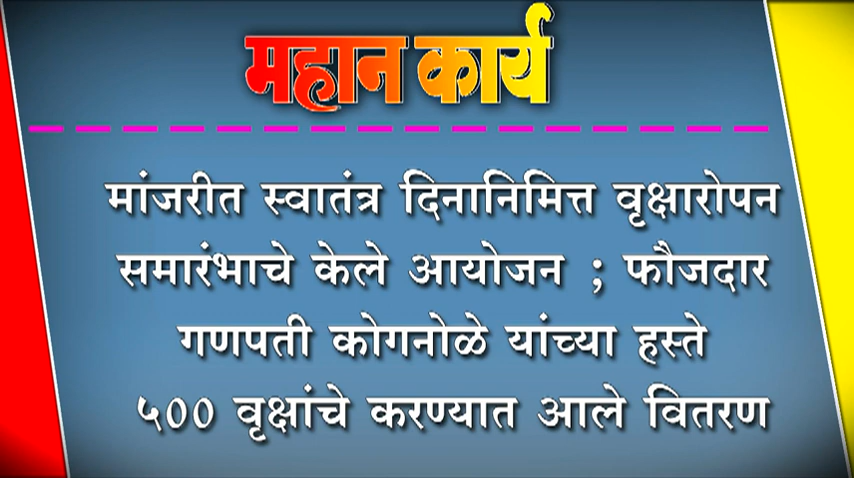 महान कार्य
मांजरीत स्वातंत्र दिनानिमित्त वृक्षारोपन
समारंभाचे केले आयोजन ; फौजदार
गणपती कोगनोळे यांच्या हस्ते
५०० वृक्षांचे करण्यात आले वितरण